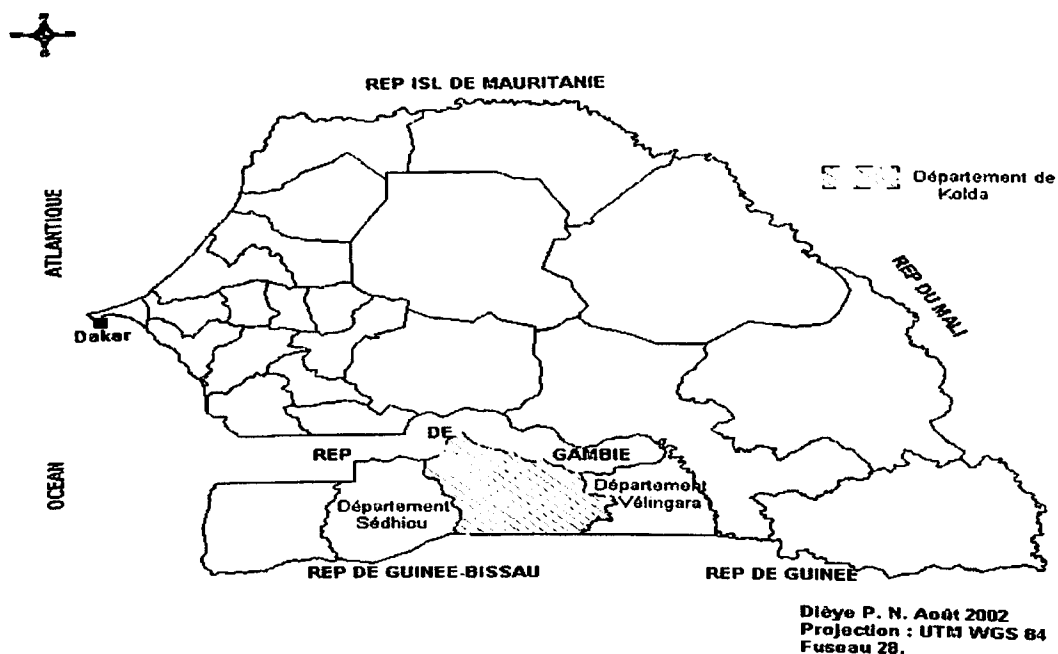 REP ISL DE MAURITANIE
Département de
Kolda
ATLANTIQUE
REP DU MALI
Dakar
DE
REP
GAMBIE
OCEAN
Département
Sédhiou
Département
Vélingara
REP DE GUINEE-BISSAU
REP DE GUINEE
Dièye P. N. Août 2002
Projection : UTM WGS 84
Fuseau 28.